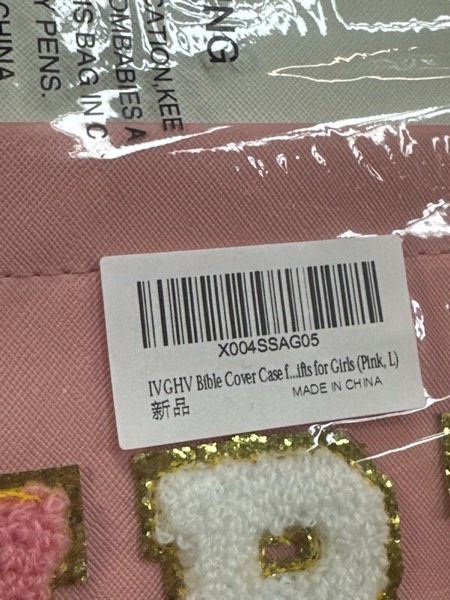 NG
CATION,KEE
OMBABIES A
IS BAG IN C
Y PENS.
CHINA
X004SSAG05
IVGHV Bible Cover Case f...ifts for Girls (Pink, L)
新品
MADE IN CHINA
P